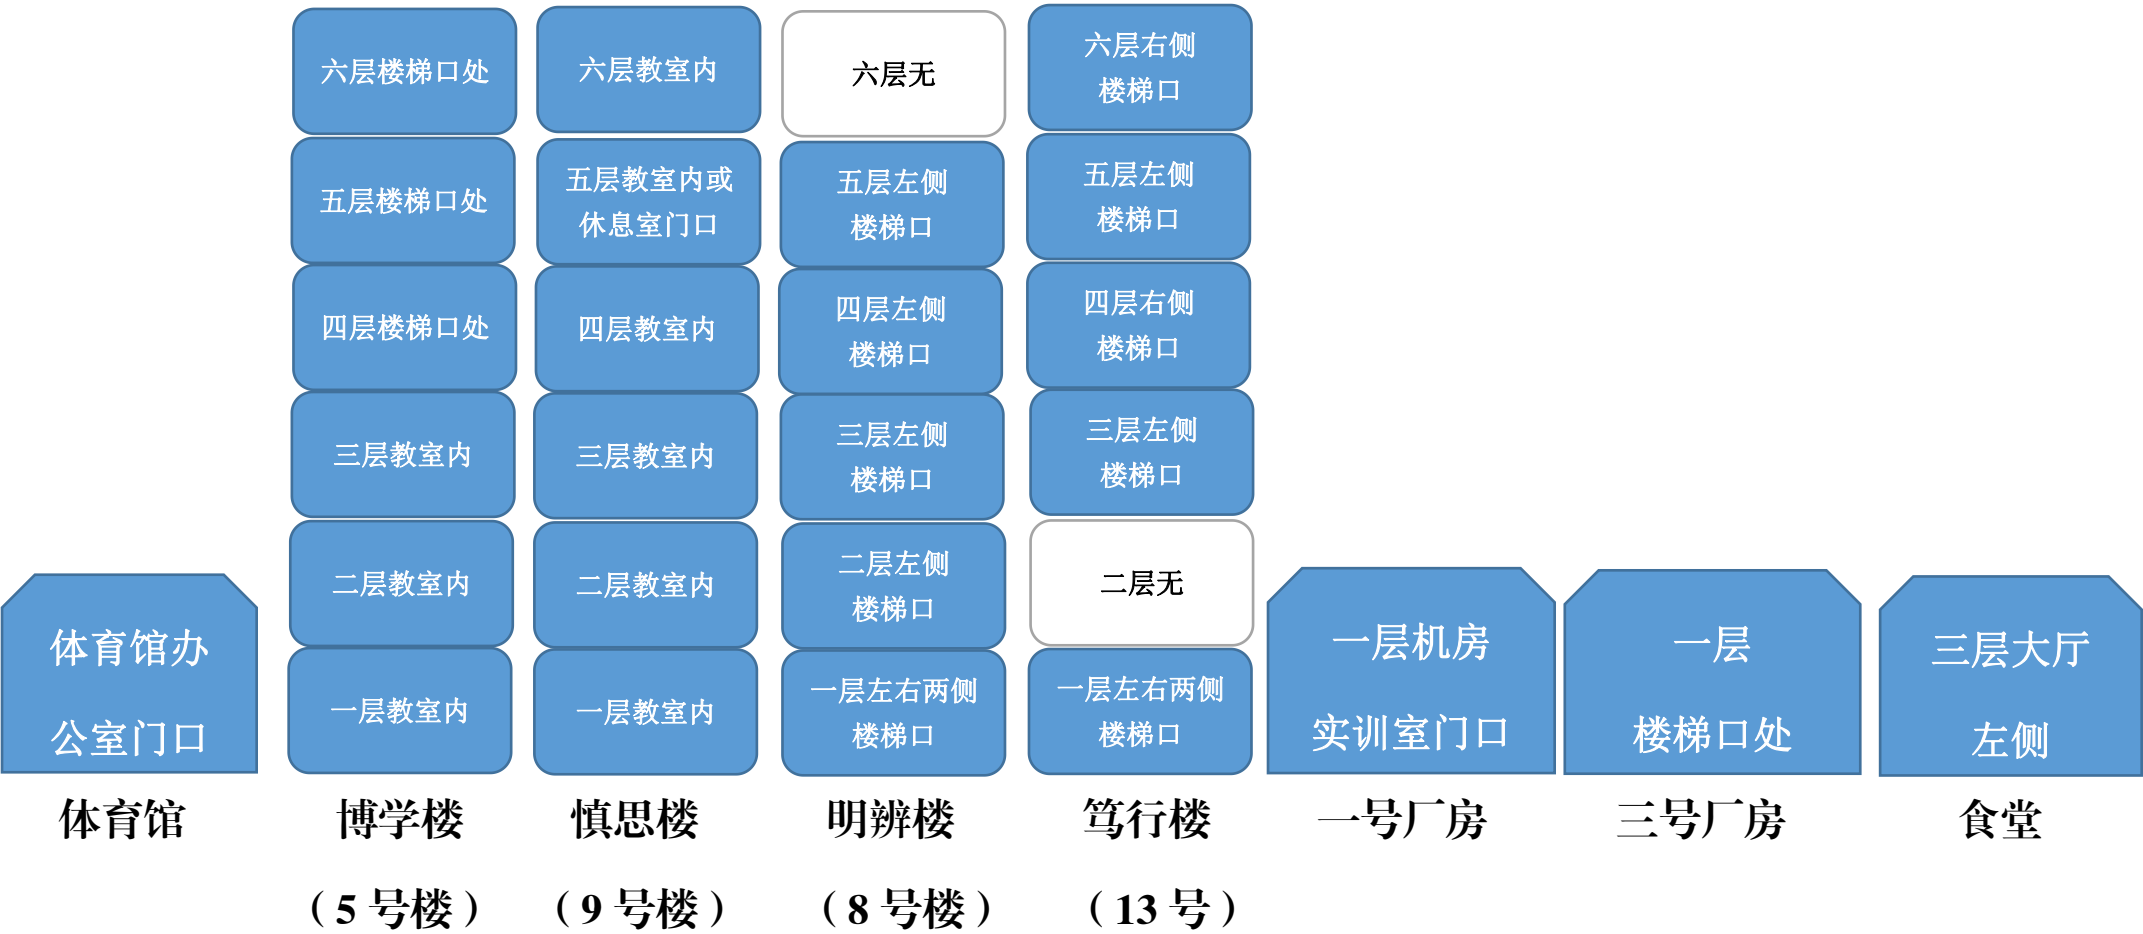 六层楼梯口处
六层教室内
六层无
六层右侧
楼梯口
五层楼梯口处
五层教室内或
休息室门口
五层左侧
楼梯口
五层左侧
楼梯口
四层楼梯口处
四层教室内
四层左侧
楼梯口
四层右侧
楼梯口
三层教室内
三层教室内
三层左侧
楼梯口
三层左侧
楼梯口
二层教室内
二层教室内
二层左侧
楼梯口
二层无
体育馆办
公室门口
一层教室内
一层教室内
一层左右两侧
楼梯口
一层左右两侧
楼梯口
一层机房
实训室门口
一层
楼梯口处
三层大厅
左侧
体育馆
博学楼
（5 号楼）
慎思楼
（9 号楼）
明辨楼
（8 号楼）
笃行楼
（13 号）
一号厂房
三号厂房
食堂